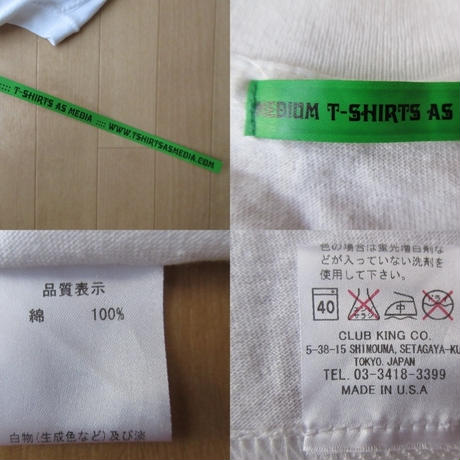 :::: T-SHIRTS AS MEDIA :::: WWW.TSHIRTSASMEDIA.COM
MEDIUM T-SHIRTS AS
品質表示
綿 100%
白物(生成色など)及び淡
色の場合は蛍光増白剤な
どが入っていない洗剤を
使用して下さい。
40
CLUB KING CO.
5-38-15 SHIMOUMA, SETAGAYA-KU
TOKYO. JAPAN
TEL. 03-3418-3399
MADE IN U.S.A